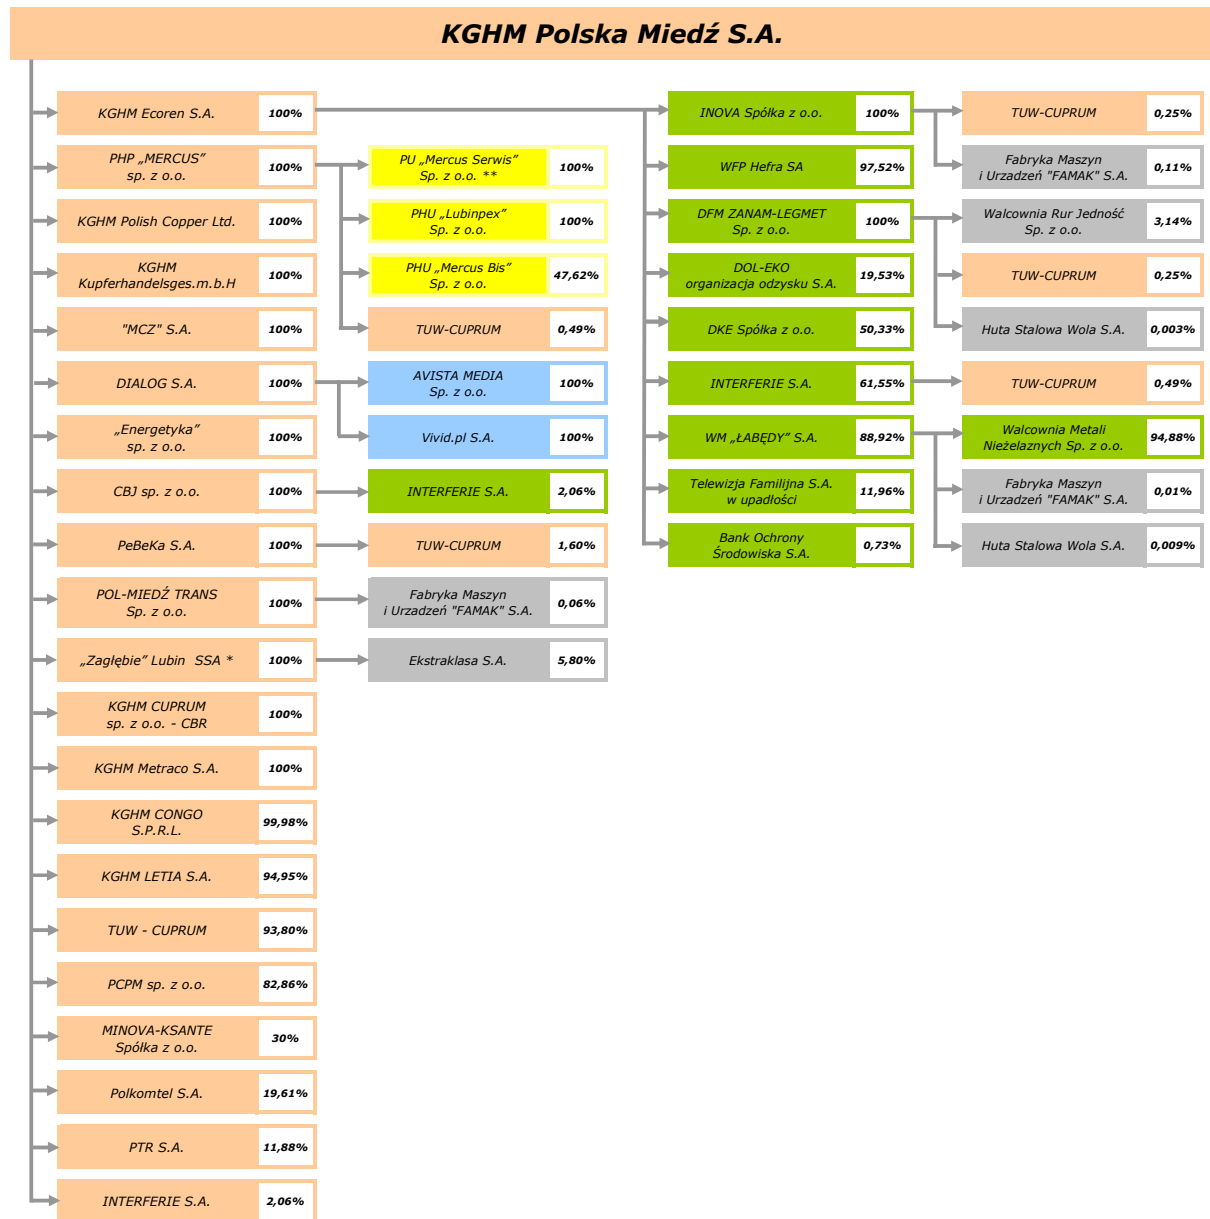 KGHM Polska Miedź S.A.
KGHM Ecoren S.A. 100%
PHP „MERCUS”
sp. z o.o. 100%
KGHM Polish Copper Ltd. 100%
KGHM
Kupferhandelsges.m.b.H 100%
"MCZ" S.A. 100%
DIALOG S.A. 100%
„Energetyka”
sp. z o.o. 100%
CBJ sp. z o.o. 100%
PeBeKa S.A. 100%
POL-MIEDŹ TRANS
Sp. z o.o. 100%
„Zagłębie” Lubin SSA * 100%
KGHM CUPRUM
sp. z o.o. - CBR 100%
KGHM Metraco S.A. 100%
KGHM CONGO
S.P.R.L. 99,98%
KGHM LETIA S.A. 94,95%
TUW - CUPRUM 93,80%
PCPM sp. z o.o. 82,86%
MINOVA-KSANTE
Spółka z o.o. 30%
Polkomtel S.A. 19,61%
PTR S.A. 11,88%
INTERFERIE S.A. 2,06%
PU „Mercus Serwis”
Sp. z o.o. ** 100%
PHU „Lubinpex”
Sp. z o.o. 100%
PHU „Mercus Bis”
Sp. z o.o. 47,62%
TUW-CUPRUM 0,49%
AVISTA MEDIA
Sp. z o.o. 100%
Vivid.pl S.A. 100%
INTERFERIE S.A. 2,06%
TUW-CUPRUM 1,60%
Fabryka Maszyn
i Urzadzeń "FAMAK" S.A. 0,06%
Ekstraklasa S.A. 5,80%
INOVA Spółka z o.o. 100%
WFP Hefra SA 97,52%
DFM ZANAM-LEGMET
Sp. z o.o. 100%
DOL-EKO
organizacja odzysku S.A. 19,53%
DKE Spółka z o.o. 50,33%
INTERFERIE S.A. 61,55%
WM „ŁABĘDY” S.A. 88,92%
Telewizja Familijna S.A.
w upadłości 11,96%
Bank Ochrony
Środowiska S.A. 0,73%
TUW-CUPRUM 0,25%
Fabryka Maszyn
i Urzadzeń "FAMAK" S.A. 0,11%
Walcownia Rur Jedność
Sp. z o.o. 3,14%
TUW-CUPRUM 0,25%
Huta Stalowa Wola S.A. 0,003%
TUW-CUPRUM 0,49%
Walcownia Metali
Nieżelaznych Sp. z o.o. 94,88%
Fabryka Maszyn
i Urzadzeń "FAMAK" S.A. 0,01%
Huta Stalowa Wola S.A. 0,009%